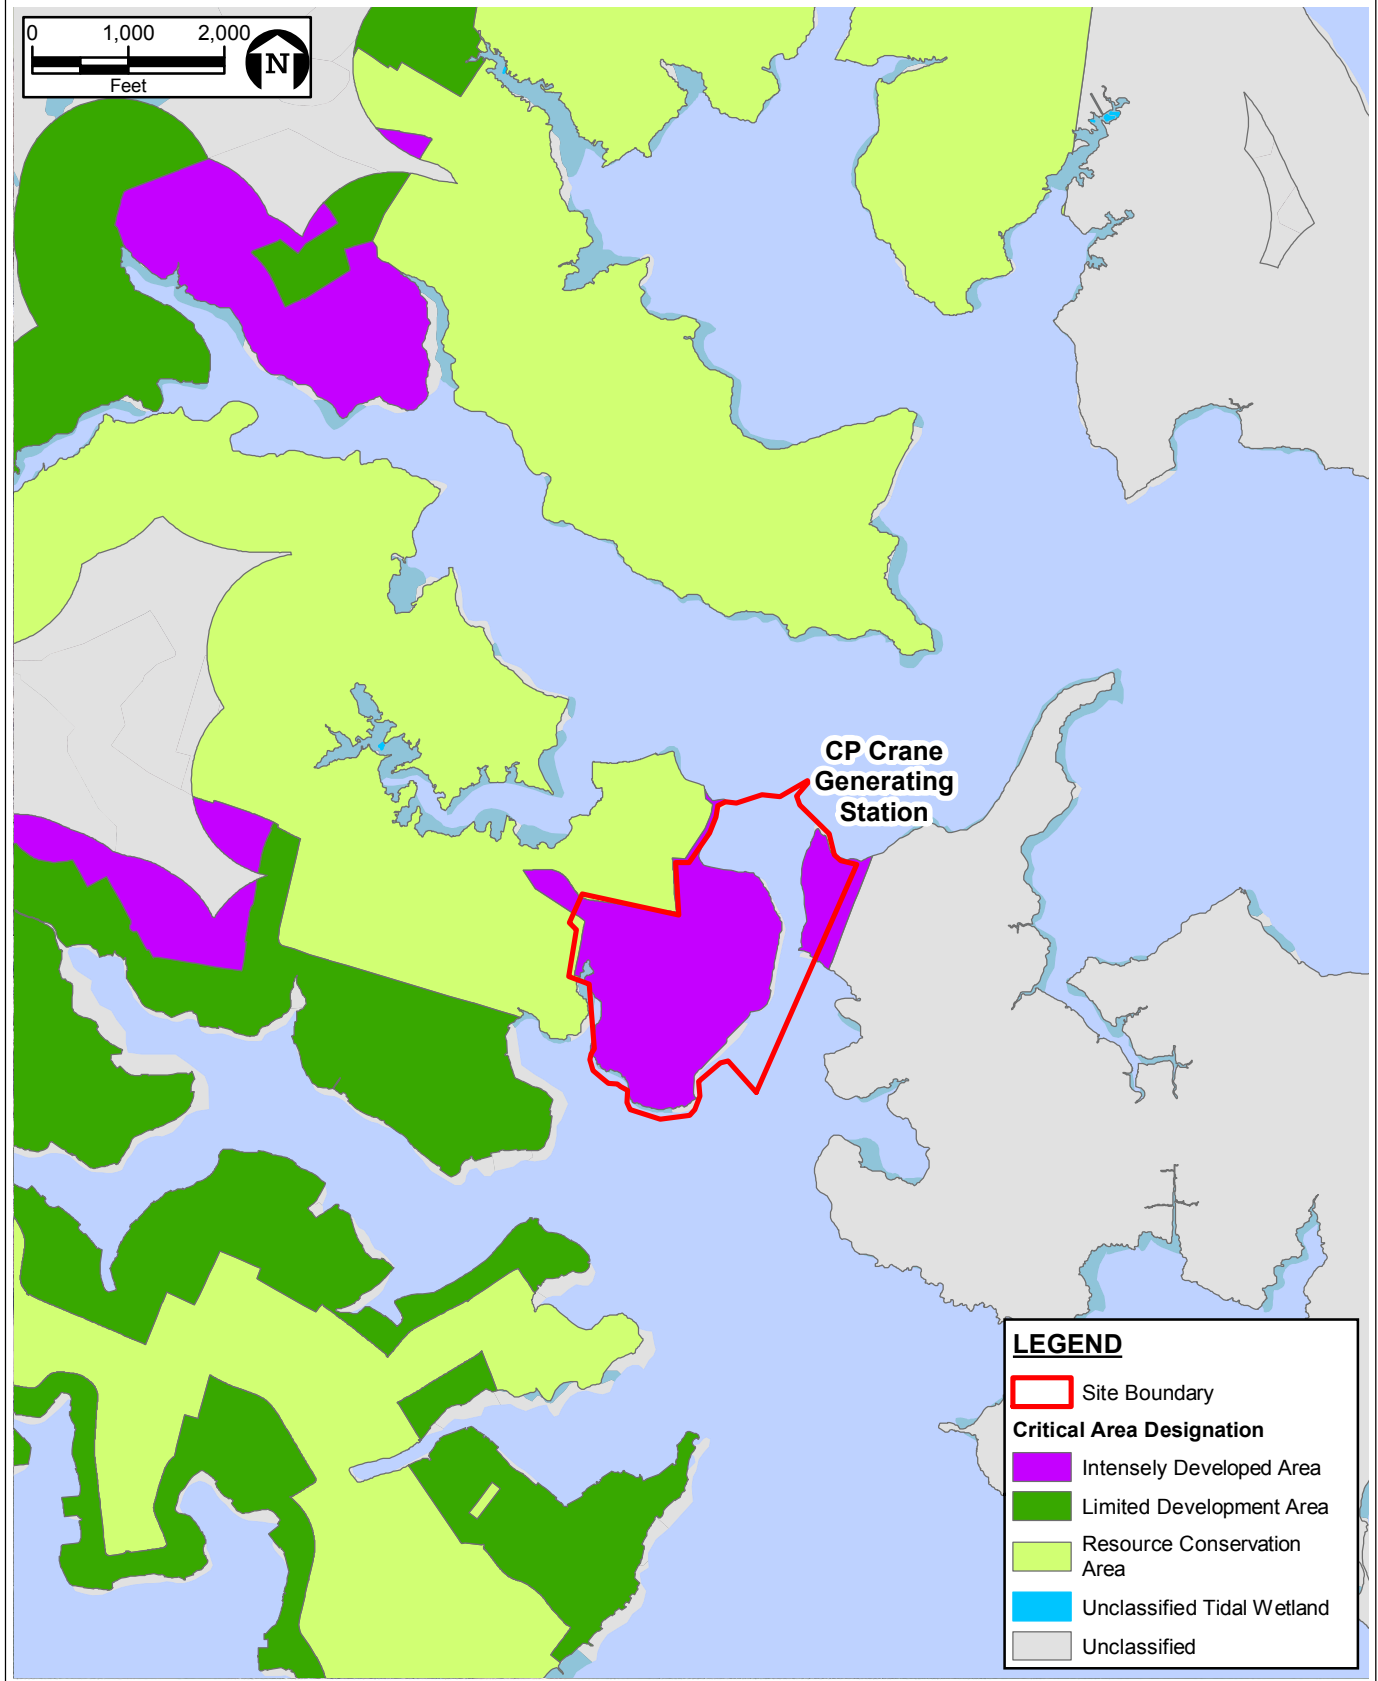 0 1,000 2,000
N
Feet
CP Crane
Generating
Station
LEGEND
Site Boundary
Critical Area Designation
Intensely Developed Area
Limited Development Area
Resource Conservation
Area
Unclassified Tidal Wetland
Unclassified